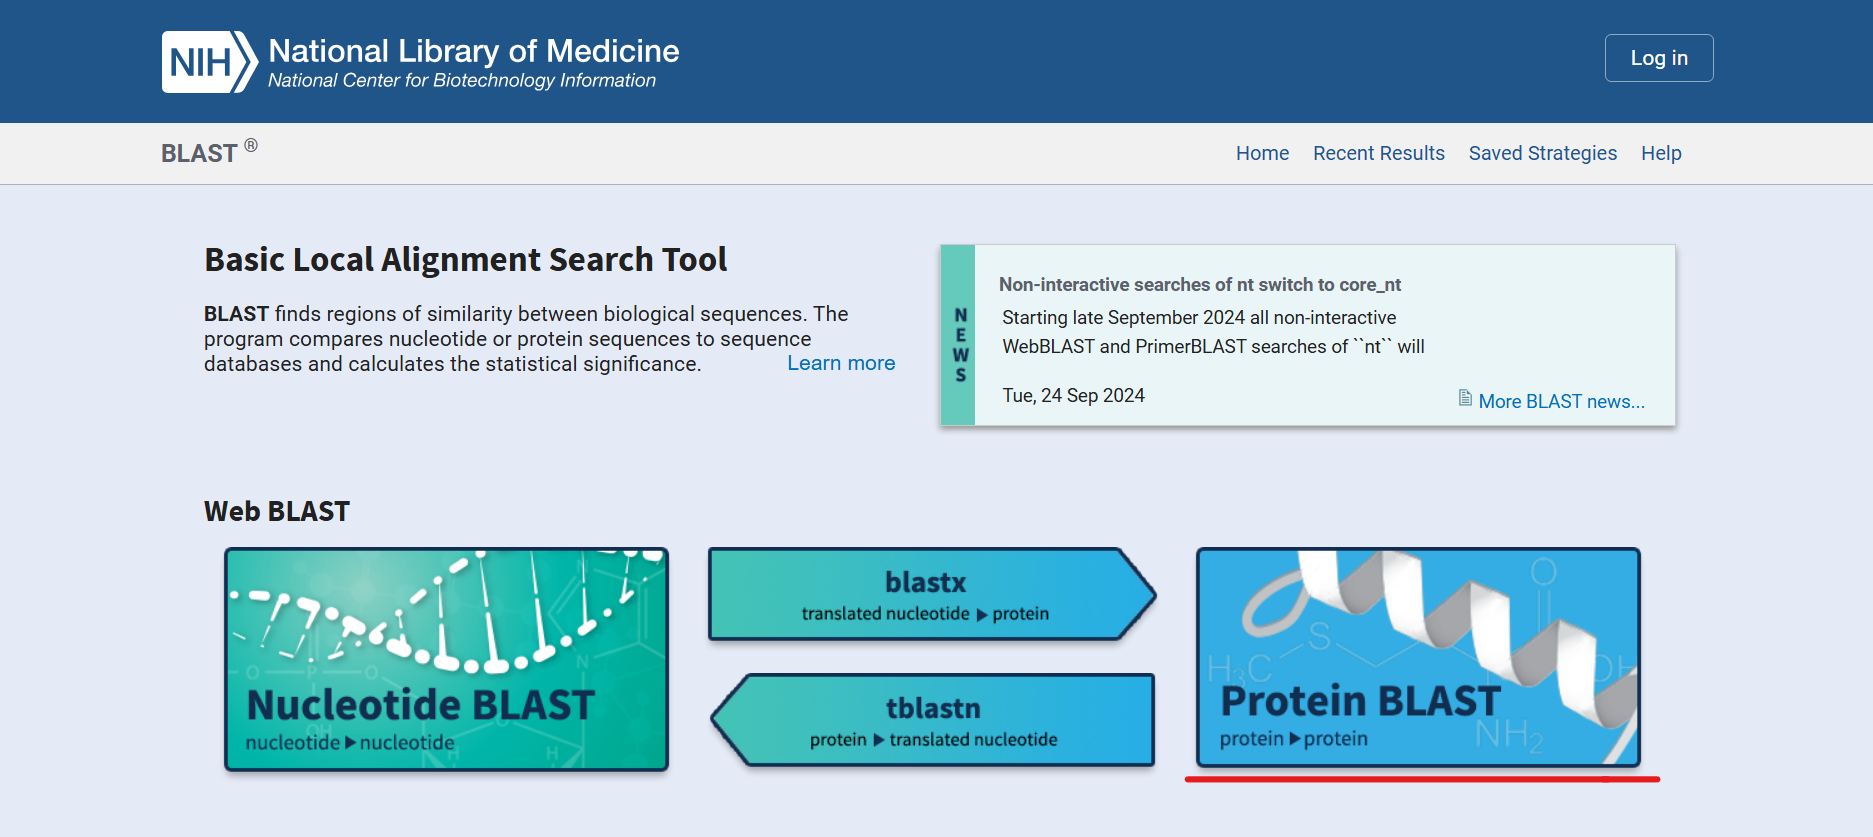 NIH National Library of Medicine
National Center for Biotechnology Information
Log in
BLAST ®
Home Recent Results Saved Strategies Help
Basic Local Alignment Search Tool
BLAST finds regions of similarity between biological sequences. The
program compares nucleotide or protein sequences to sequence
databases and calculates the statistical significance. Learn more
NEWS
Non-interactive searches of nt switch to core_nt
Starting late September 2024 all non-interactive
WebBLAST and PrimerBLAST searches of ``nt`` will
Tue, 24 Sep 2024
More BLAST news...
Web BLAST
Nucleotide BLAST
nucleotide ▶ nucleotide
O P O N N OH H H
blastx
translated nucleotide ▶ protein
tblastn
protein ▶ translated nucleotide
O
S
H₃C OH
Protein BLAST
protein ▶ protein
NH₂